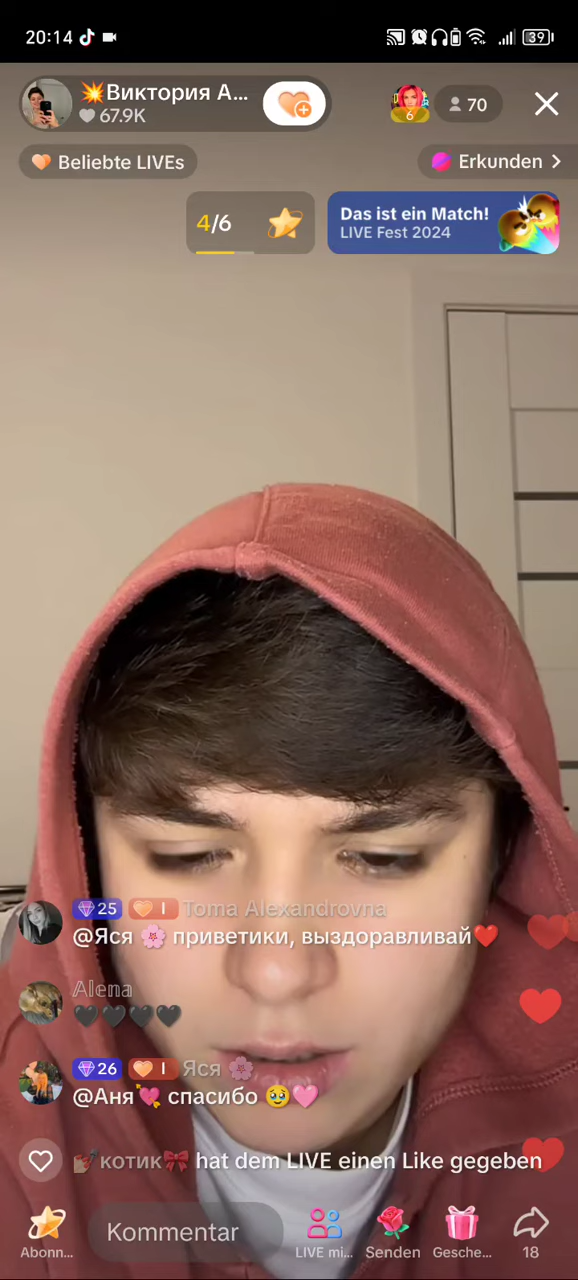 20:14
39
💥Виктория А...
67.9K
6
70
Beliebte LIVEs
Erkunden
4/6
Das ist ein Match!
LIVE Fest 2024
25 I Toma Alexandrovna
@Яся 🌸 приветики, выздоравливай❤️
𝔸𝕝𝕖𝕟𝕒
🖤🖤🖤🖤
26 I Яся 🌸
@Аня💘 спасибо 🥹🩷
💅🏿котик🎀 hat dem LIVE einen Like gegeben
Kommentar
Abonn...
LIVE mi...
Senden
Gesche...
18